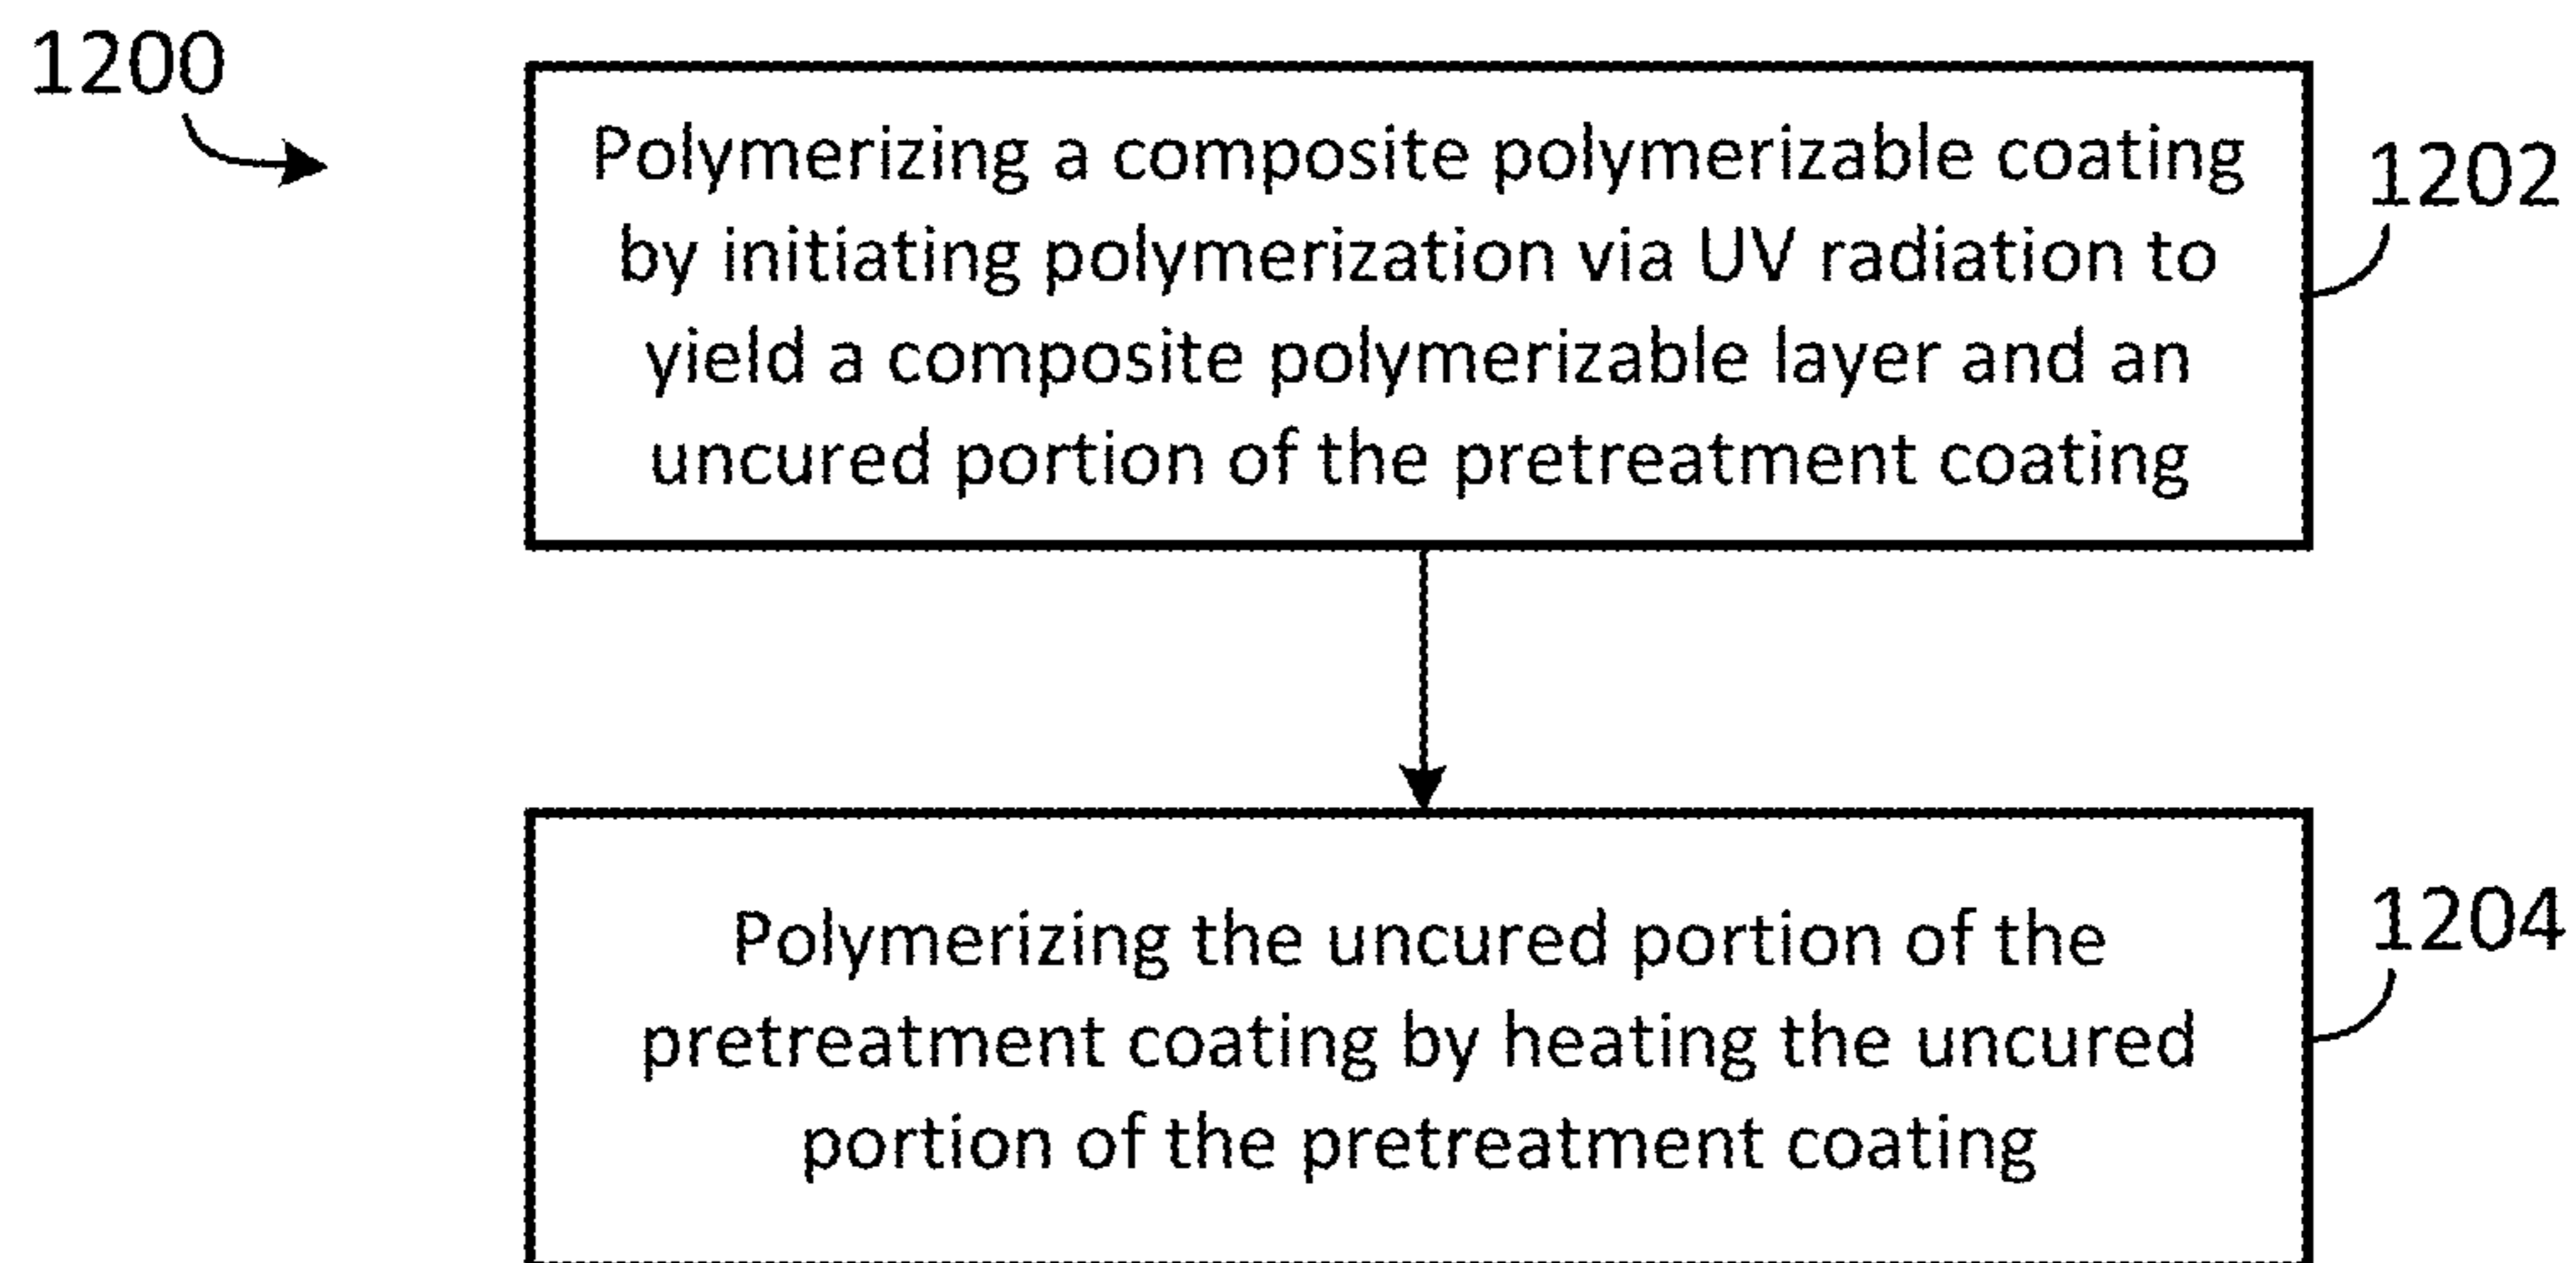 1200
Polymerizing a composite polymerizable coating
by initiating polymerization via UV radiation to
yield a composite polymerizable layer and an
uncured portion of the pretreatment coating
1202
Polymerizing the uncured portion of the
pretreatment coating by heating the uncured
portion of the pretreatment coating
1204